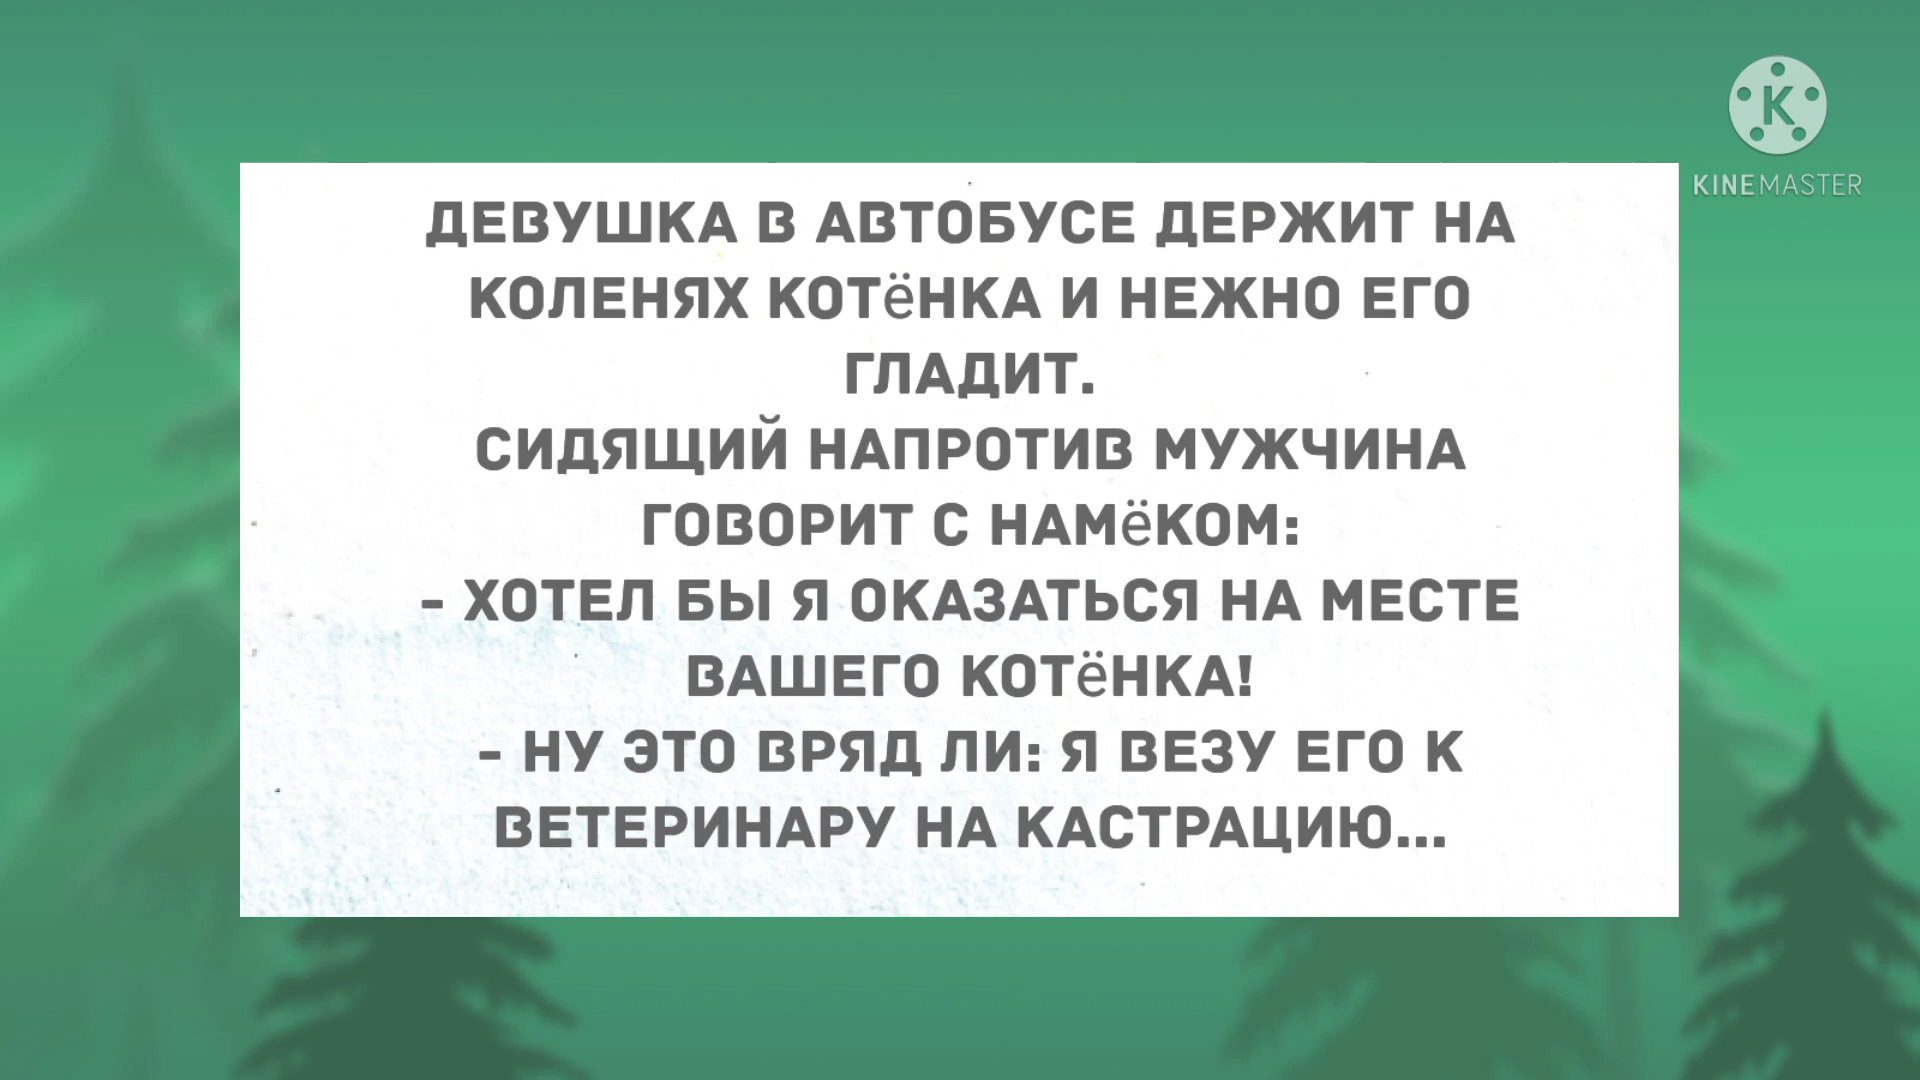 ДЕВУШКА В АВТОБУСЕ ДЕРЖИТ НА
КОЛЕНЯХ КОТёНКА И НЕЖНО ЕГО
ГЛАДИТ.
СИДЯЩИЙ НАПРОТИВ МУЖЧИНА
ГОВОРИТ С НАМёКОМ:
- ХОТЕЛ БЫ Я ОКАЗАТЬСЯ НА МЕСТЕ
ВАШЕГО КОТёНКА!
- НУ ЭТО ВРЯД ЛИ: Я ВЕЗУ ЕГО К
ВЕТЕРИНАРУ НА КАСТРАЦИЮ...
K
KINEMASTER